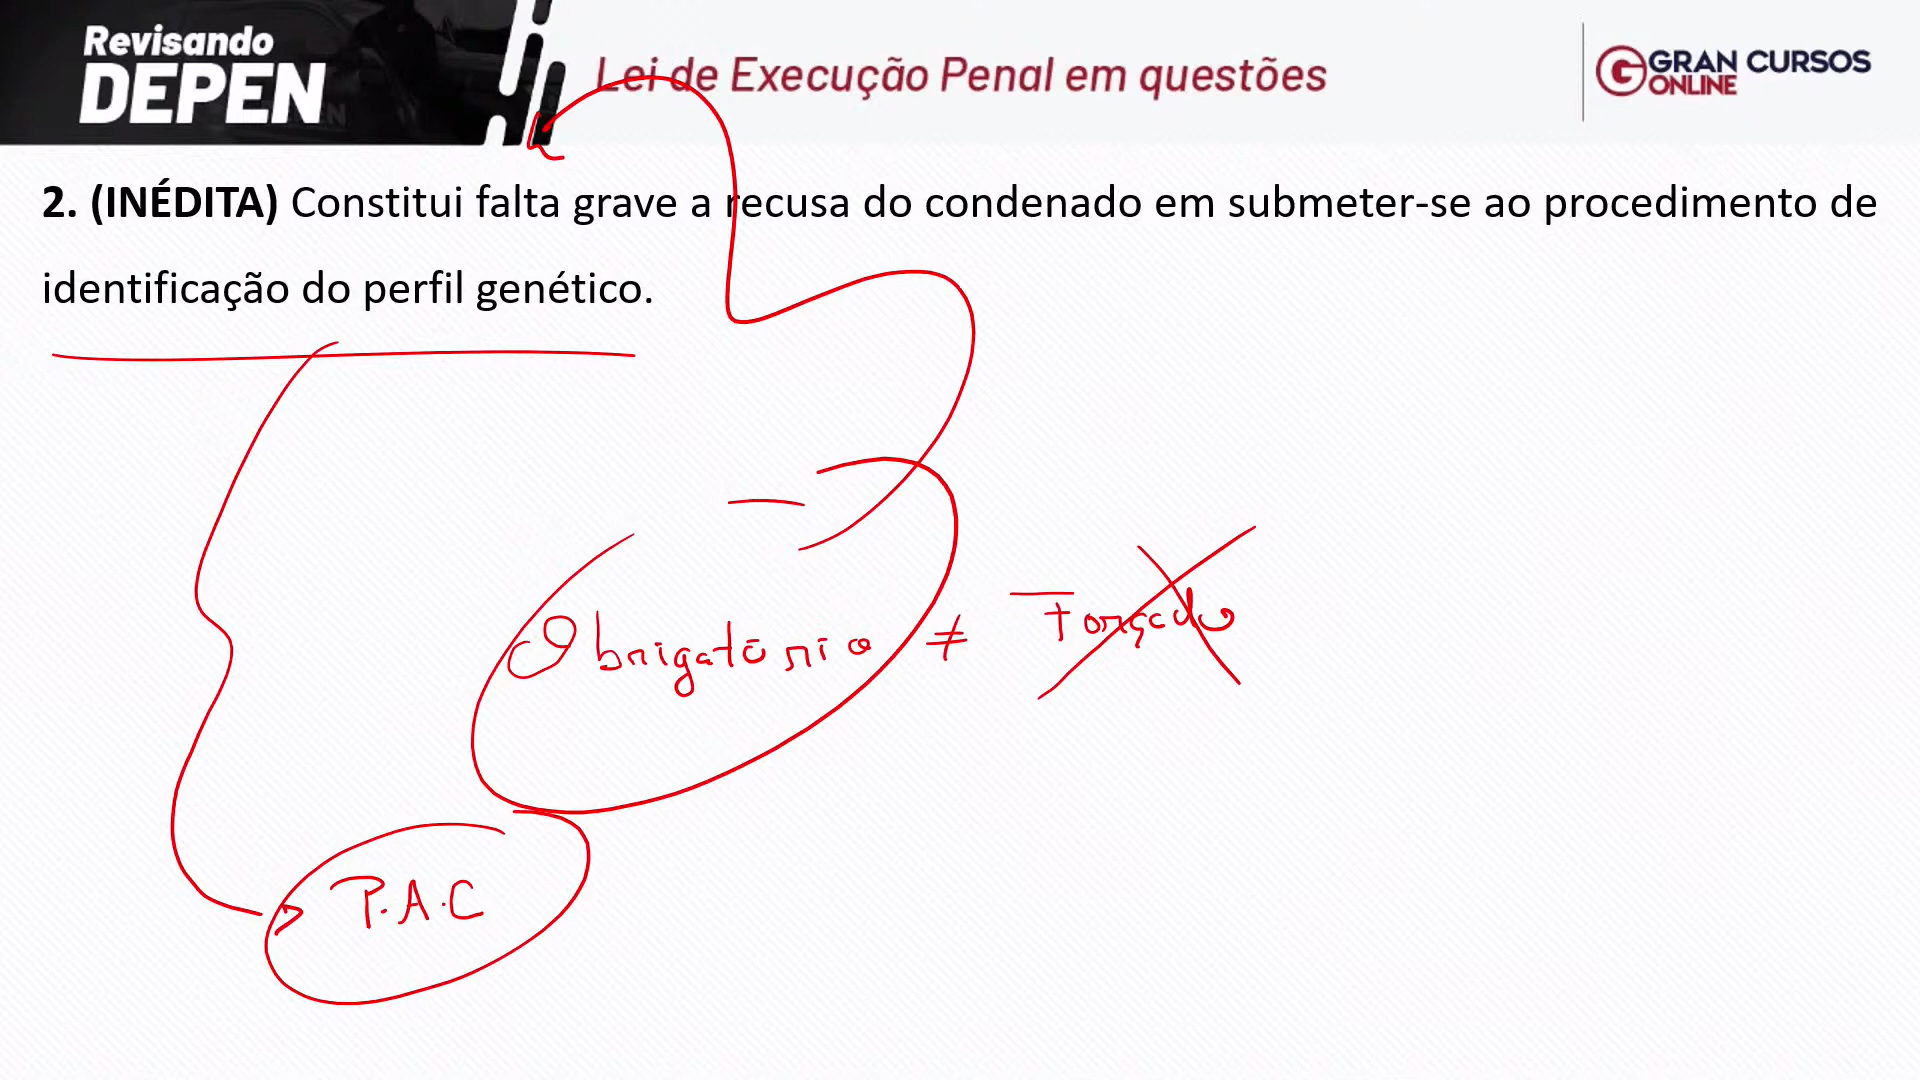 Revisando
DEPEN
Lei de Execução Penal em questões
GRAN CURSOS
ONLINE
2. (INÉDITA) Constitui falta grave a recusa do condenado em submeter-se ao procedimento de
identificação do perfil genético.
Obrigatório ≠ Forçado
P.A.C